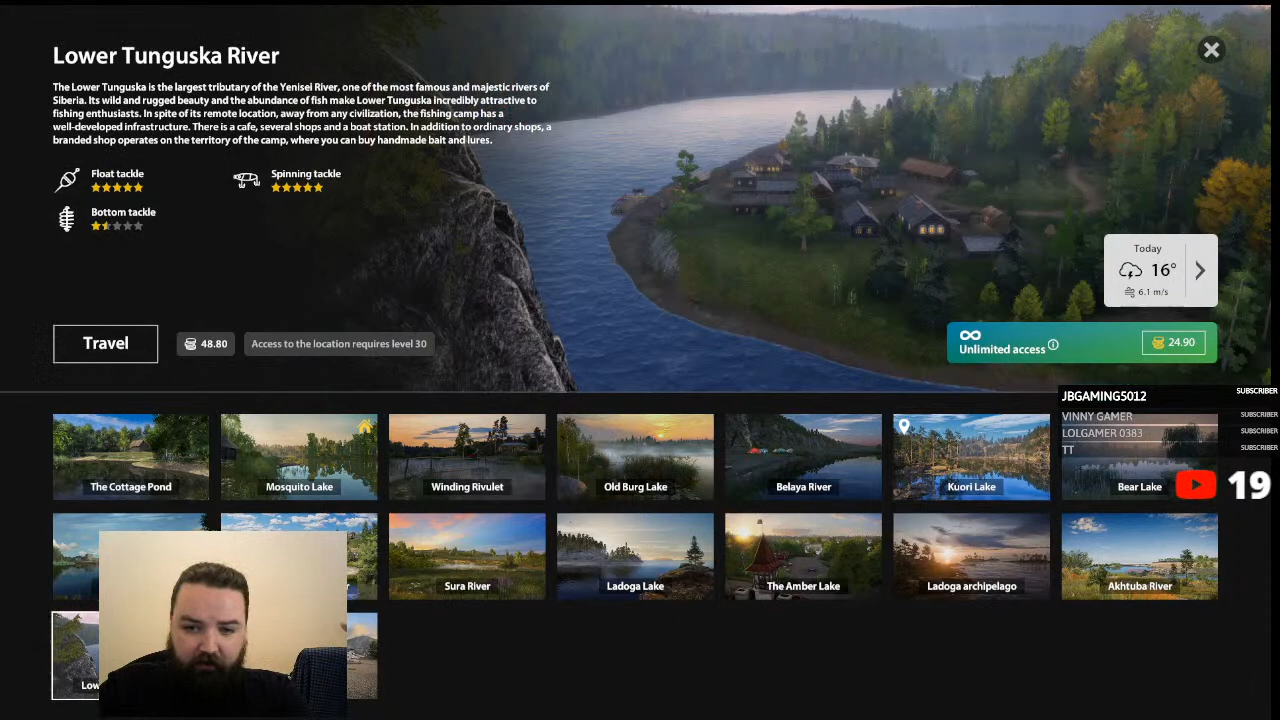 Lower Tunguska River
The Lower Tunguska is the largest tributary of the Yenisei River, one of the most famous and majestic rivers of
Siberia. Its wild and rugged beauty and the abundance of fish make Lower Tunguska incredibly attractive to
fishing enthusiasts. In spite of its remote location, away from any civilization, the fishing camp has a
well-developed infrastructure. There is a cafe, several shops and a boat station. In addition to ordinary shops, a
branded shop operates on the territory of the camp, where you can buy handmade bait and lures.
Float tackle
Spinning tackle
Bottom tackle
Today
16°
6.1 m/s
Travel
48.80
Access to the location requires level 30
Unlimited access
24.90
JBGAMING5012 SUBSCRIBER
VINNY GAMER SUBSCRIBER
LOLGAMER 0383 SUBSCRIBER
TT SUBSCRIBER
The Cottage Pond
Mosquito Lake
Winding Rivulet
Old Burg Lake
Belaya River
Kuori Lake
Bear Lake
19
Sura River
Ladoga Lake
The Amber Lake
Ladoga archipelago
Akhtuba River
Low